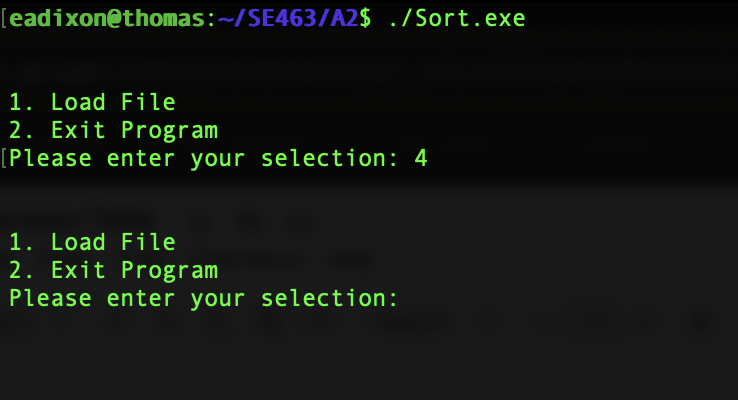 [eadixon@thomas:~/SE463/A2$ ./Sort.exe
1. Load File
2. Exit Program
[Please enter your selection: 4
1. Load File
2. Exit Program
Please enter your selection: